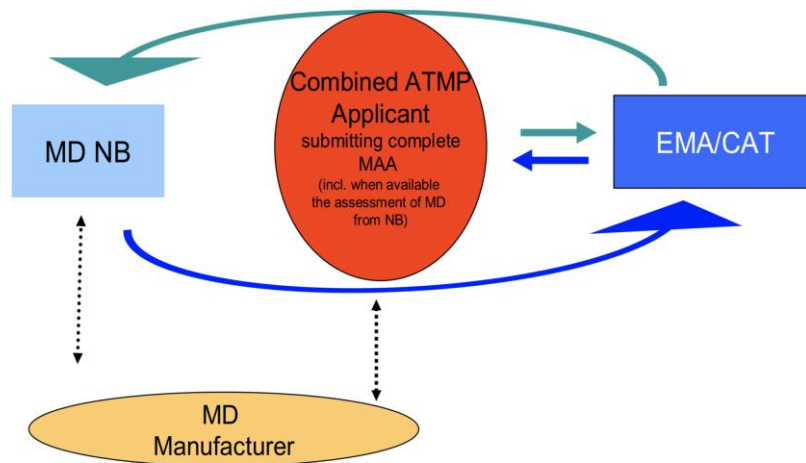 Combined ATMP
Applicant
submitting complete
MAA
(incl. when available
the assessment of MD
from NB)
MD NB
EMA/CAT
MD
Manufacturer